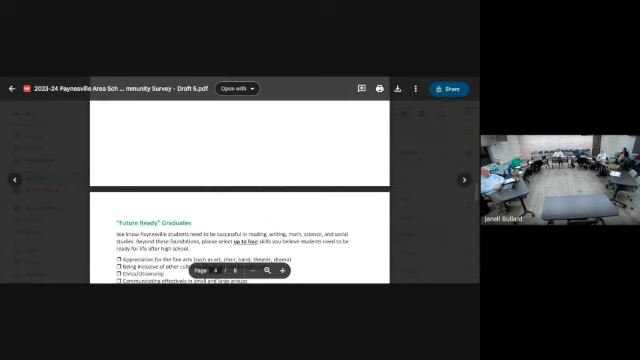 2023-24 Paynesville Area Sch ... mmunity Survey - Draft 5.pdf
Open with
Share
"Future Ready" Graduates
We know Paynesville students need to be successful in reading, writing, math, science, and social
studies. Beyond these foundations, please select up to four skills you believe students need to be
ready for life after high school.
Appreciation for the fine arts (such as art, choir, band, theater, drama)
Being inclusive of other
Civics/citizenship
Communicating effectively in small and large groups
Page 4 / 8
Janell Bullard